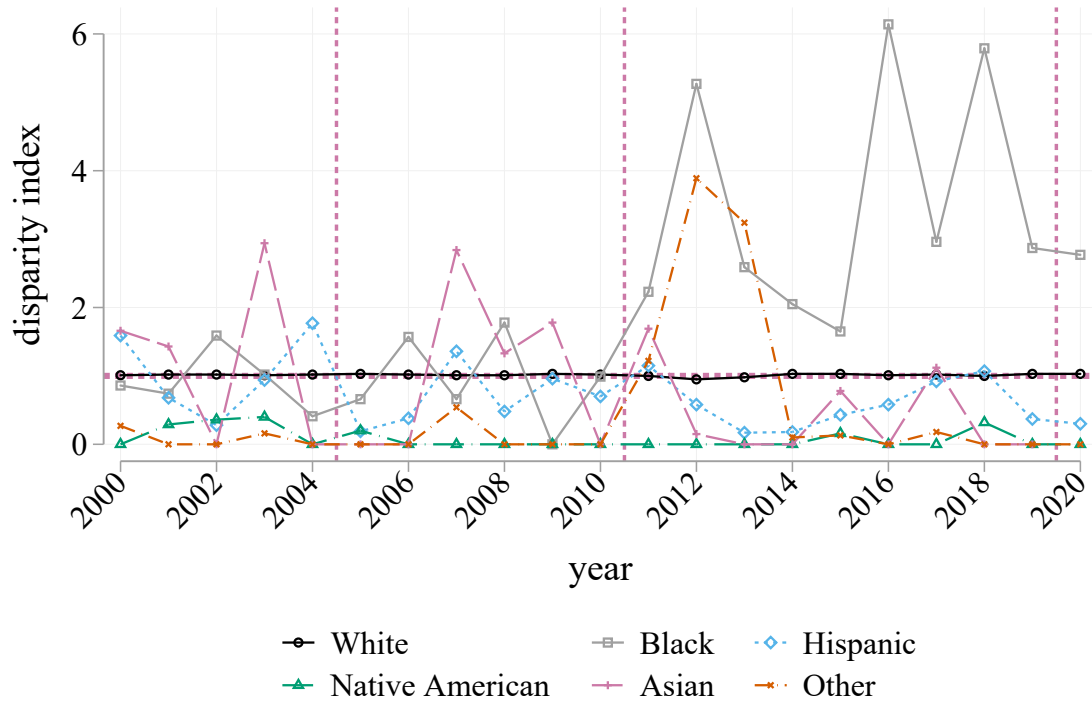 disparity index
6
4
2
0
2000 2002 2004 2006 2008 2010 2012 2014 2016 2018 2020
year
White Black Hispanic
Native American Asian Other